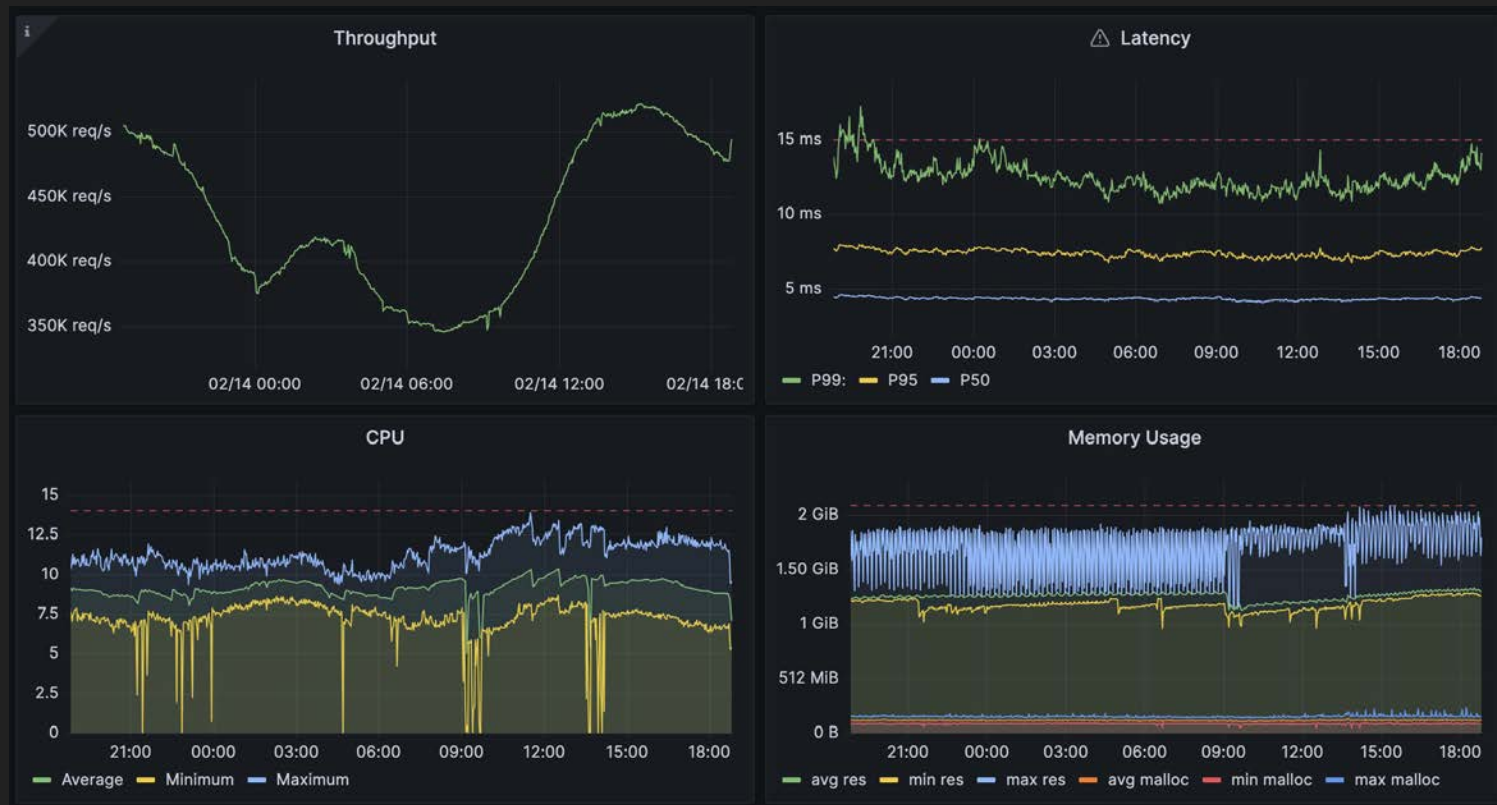 i
Throughput
500K req/s
450K req/s
400K req/s
350K req/s
02/14 00:00 02/14 06:00 02/14 12:00 02/14 18:0
Latency
15 ms
10 ms
5 ms
21:00 00:00 03:00 06:00 09:00 12:00 15:00 18:00
P99: P95 P50
CPU
15
12.5
10
7.5
5
2.5
0
21:00 00:00 03:00 06:00 09:00 12:00 15:00 18:00
Average Minimum Maximum
Memory Usage
2 GiB
1.50 GiB
1 GiB
512 MiB
0 B
21:00 00:00 03:00 06:00 09:00 12:00 15:00 18:00
avg res min res max res avg malloc min malloc max malloc